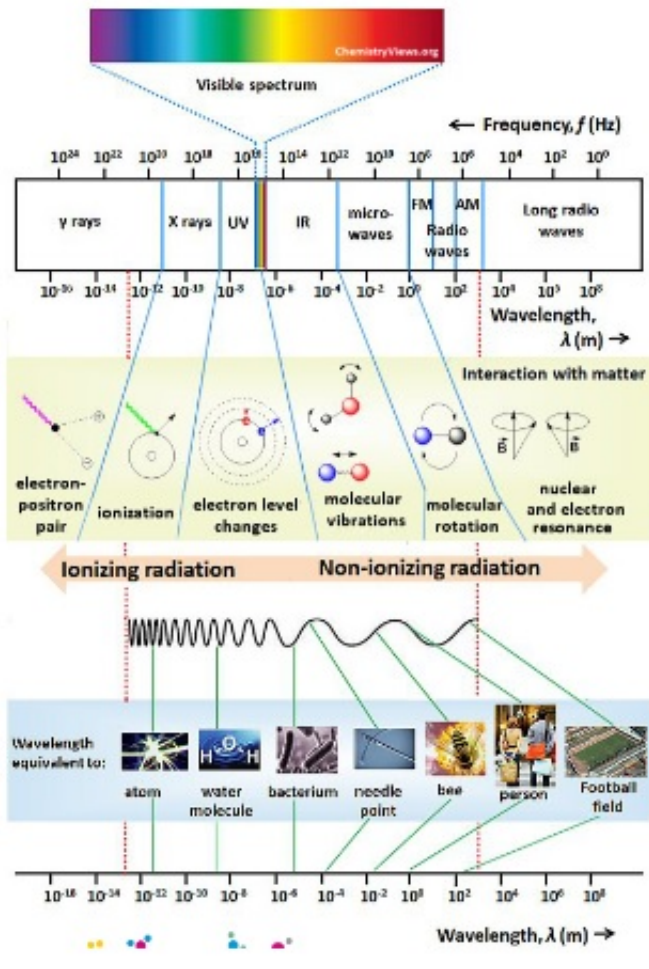 ChemistryViews.org
Visible spectrum
← Frequency, f (Hz)
10²⁴ 10²² 10²⁰ 10¹⁸ 10¹⁶ 10¹⁴ 10¹² 10¹⁰ 10⁸ 10⁶ 10⁴ 10² 10⁰
γ rays X rays UV IR micro-
waves FM AM
Radio
waves Long radio
waves
10⁻¹⁶ 10⁻¹⁴ 10⁻¹² 10⁻¹⁰ 10⁻⁸ 10⁻⁶ 10⁻⁴ 10⁻² 10⁰ 10² 10⁴ 10⁶ 10⁸
Wavelength,
λ (m) →
Interaction with matter
+
−
e
e
B B
electron-
positron
pair
ionization
electron level
changes
molecular
vibrations
molecular
rotation
nuclear
and electron
resonance
Ionizing radiation Non-ionizing radiation
Wavelength
equivalent to:
H O H
atom
water
molecule
bacterium
needle
point
bee
person
Football
field
10⁻¹⁶ 10⁻¹⁴ 10⁻¹² 10⁻¹⁰ 10⁻⁸ 10⁻⁶ 10⁻⁴ 10⁻² 10⁰ 10² 10⁴ 10⁶ 10⁸
Wavelength, λ (m) →